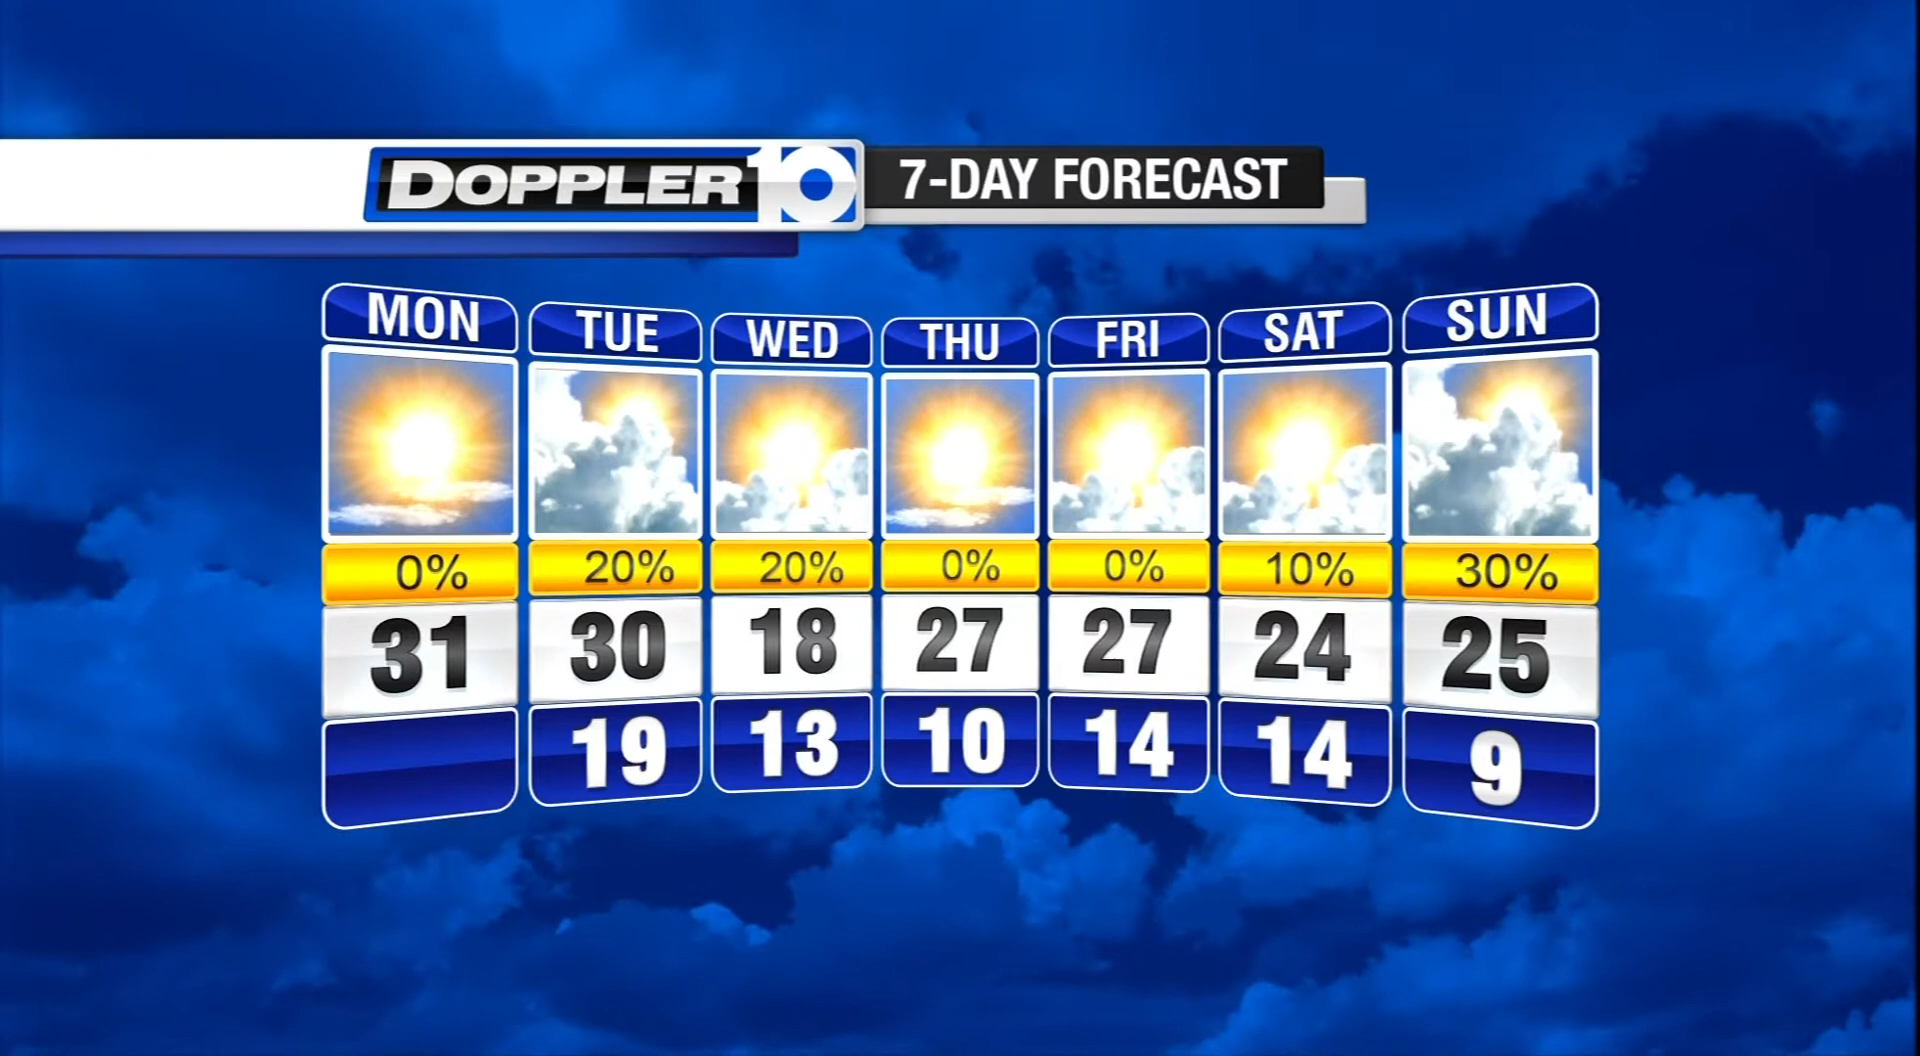 DOPPLER 10 7-DAY FORECAST
MON TUE WED THU FRI SAT SUN
0% 20% 20% 0% 0% 10% 30%
31 30 18 27 27 24 25
19 13 10 14 14 9